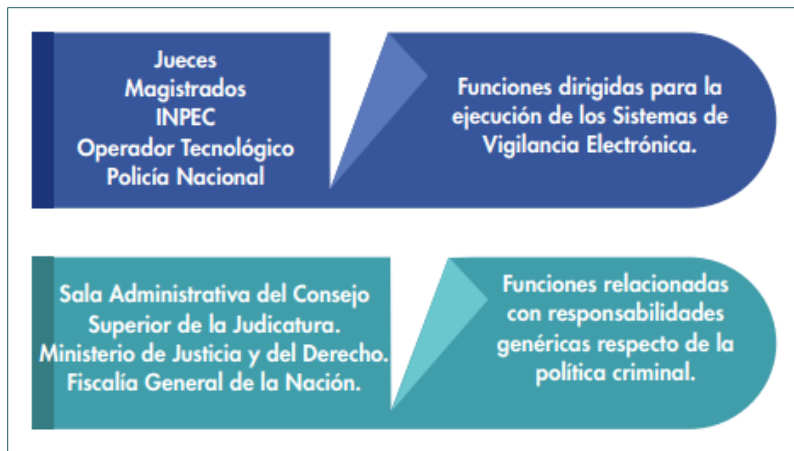 Jueces
Magistrados
INPEC
Operador Tecnológico
Policía Nacional
Funciones dirigidas para la
ejecución de los Sistemas de
Vigilancia Electrónica.
Sala Administrativa del Consejo
Superior de la Judicatura.
Ministerio de Justicia y del Derecho.
Fiscalía General de la Nación.
Funciones relacionadas
con responsabilidades
genéricas respecto de la
política criminal.